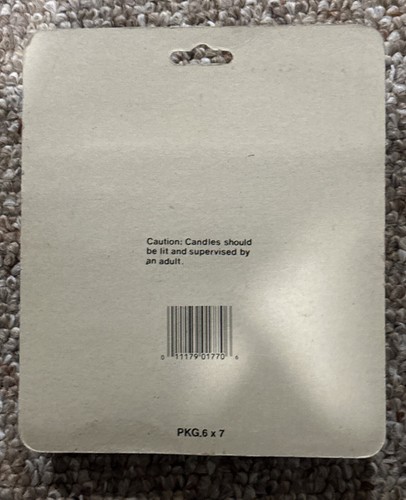 Caution: Candles should
be lit and supervised by
an adult.
0 11179 01770 6
PKG.6 x 7